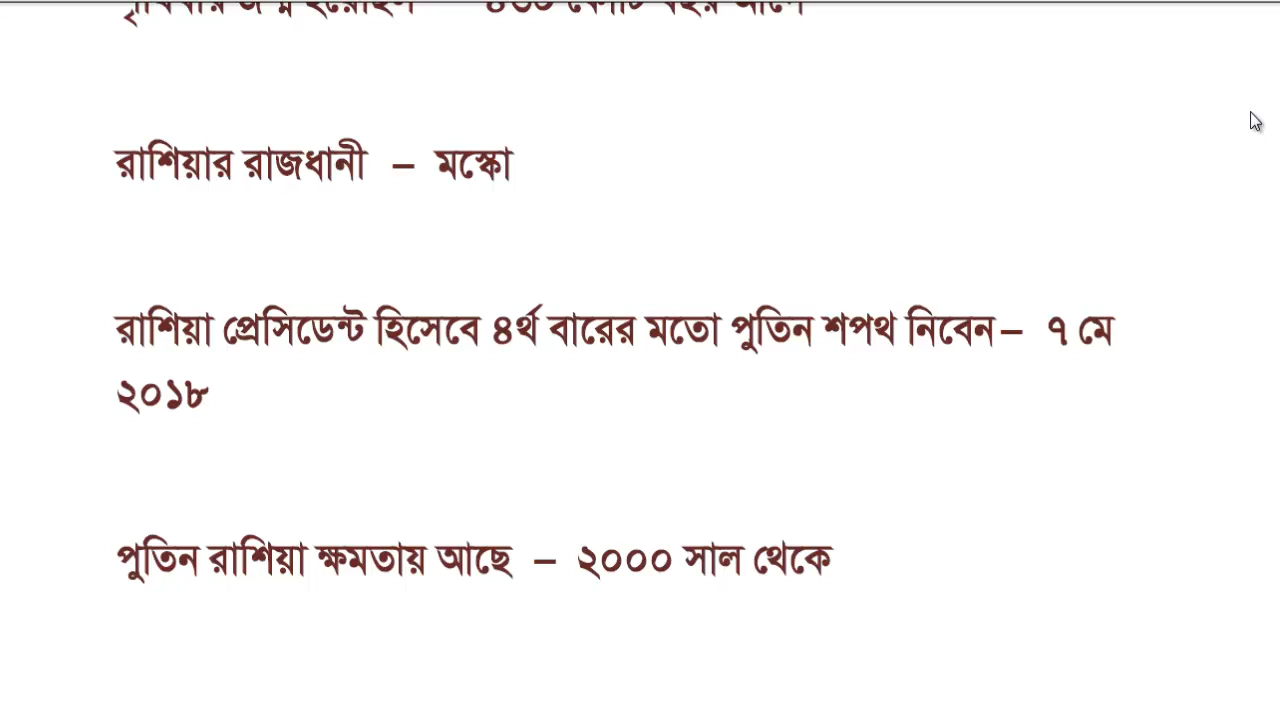 রাশিয়ার রাজধানী – মস্কো
রাশিয়া প্রেসিডেন্ট হিসেবে ৪র্থ বারের মতো পুতিন শপথ নিবেন – ৭ মে
২০১৮
পুতিন রাশিয়া ক্ষমতায় আছে – ২০০০ সাল থেকে